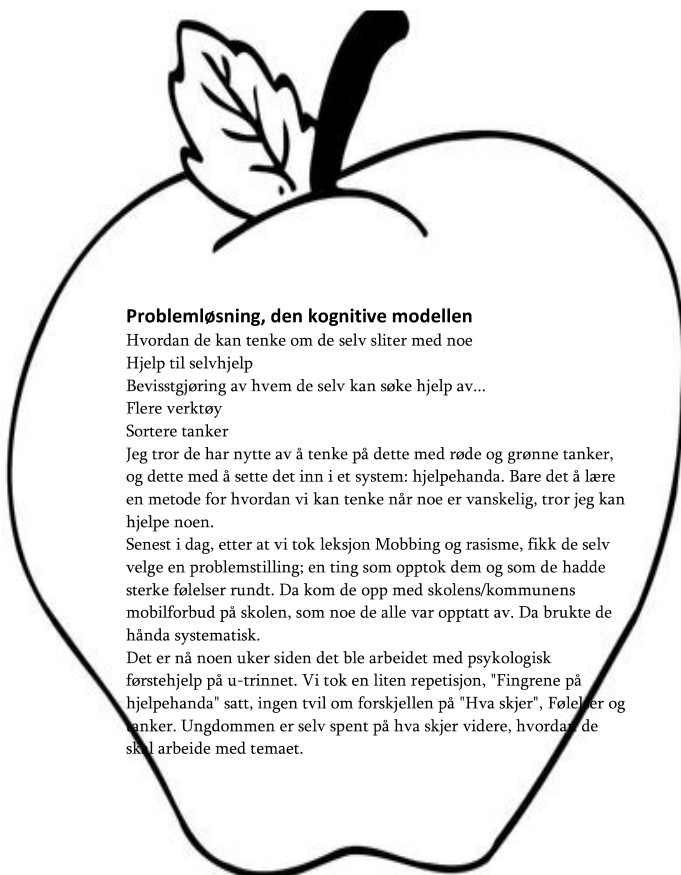 Problemløsning, den kognitive modellen
Hvordan de kan tenke om de selv sliter med noe
Hjelp til selvhjelp
Bevisstgjøring av hvem de selv kan søke hjelp av...
Flere verktøy
Sortere tanker
Jeg tror de har nytte av å tenke på dette med røde og grønne tanker,
og dette med å sette det inn i et system: hjelpehanda. Bare det å lære
en metode for hvordan vi kan tenke når noe er vanskelig, tror jeg kan
hjelpe noen.
Senest i dag, etter at vi tok leksjon Mobbing og rasisme, fikk de selv
velge en problemstilling; en ting som opptok dem og som de hadde
sterke følelser rundt. Da kom de opp med skolens/kommunens
mobilforbud på skolen, som noe de alle var opptatt av. Da brukte de
hånda systematisk.
Det er nå noen uker siden det ble arbeidet med psykologisk
førstehjelp på u-trinnet. Vi tok en liten repetisjon, "Fingrene på
hjelpehanda" satt, ingen tvil om forskjellen på "Hva skjer", Følelser og
tanker. Ungdommen er selv spent på hva skjer videre, hvordan de
skal arbeide med temaet.